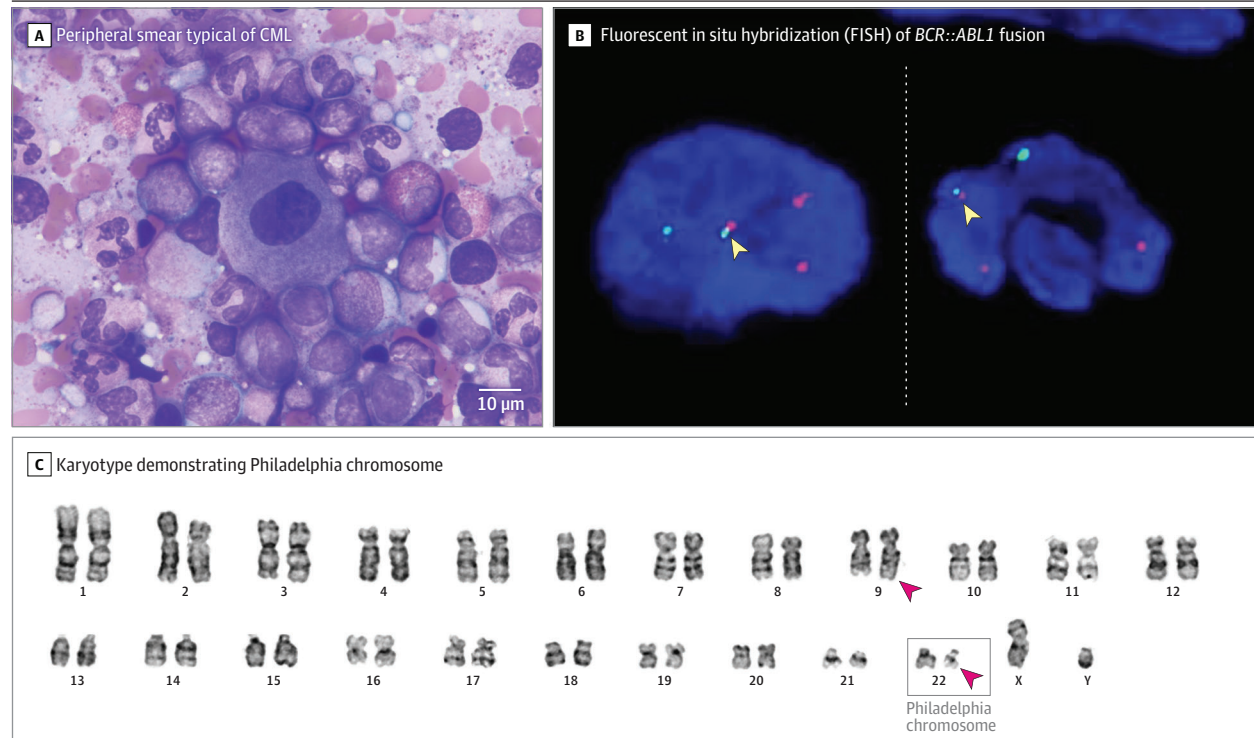 A Peripheral smear typical of CML
10 µm
B Fluorescent in situ hybridization (FISH) of BCR::ABL1 fusion
C Karyotype demonstrating Philadelphia chromosome
1 2 3 4 5 6 7 8 9 10 11 12
13 14 15 16 17 18 19 20 21 22 X Y
Philadelphia
chromosome